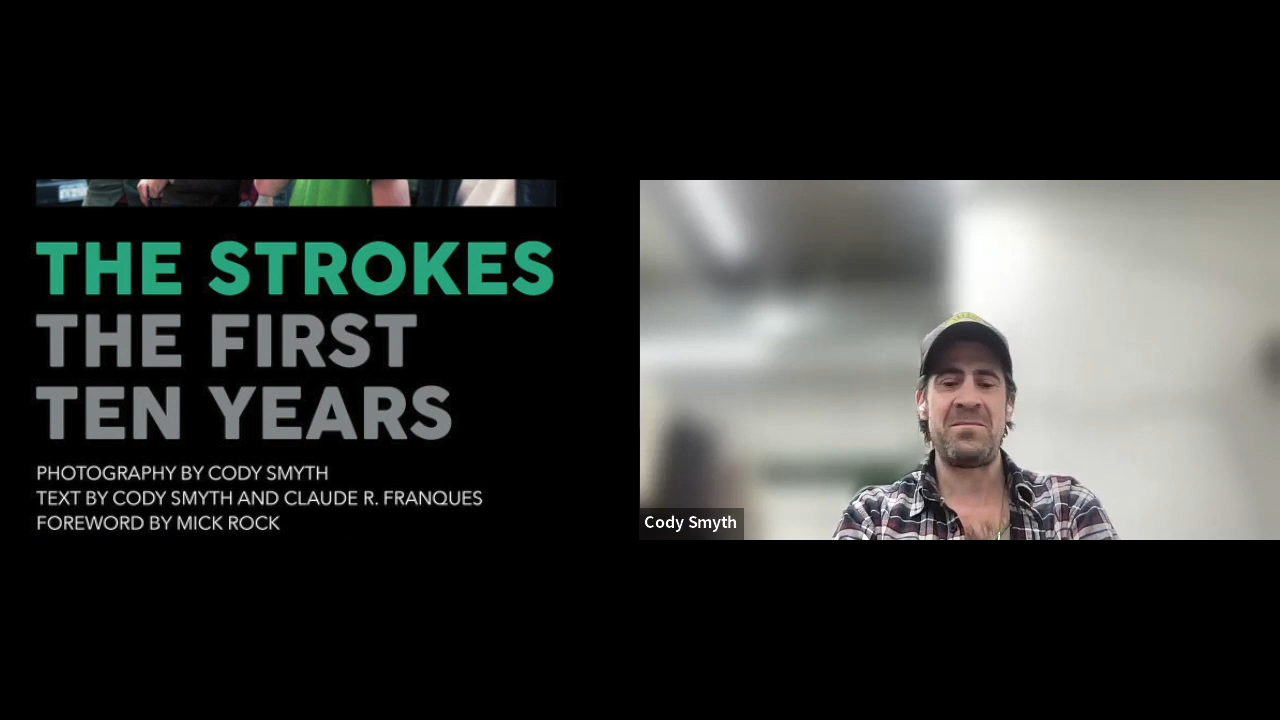 THE STROKES
THE FIRST
TEN YEARS
PHOTOGRAPHY BY CODY SMYTH
TEXT BY CODY SMYTH AND CLAUDE R. FRANQUES
FOREWORD BY MICK ROCK
Cody Smyth